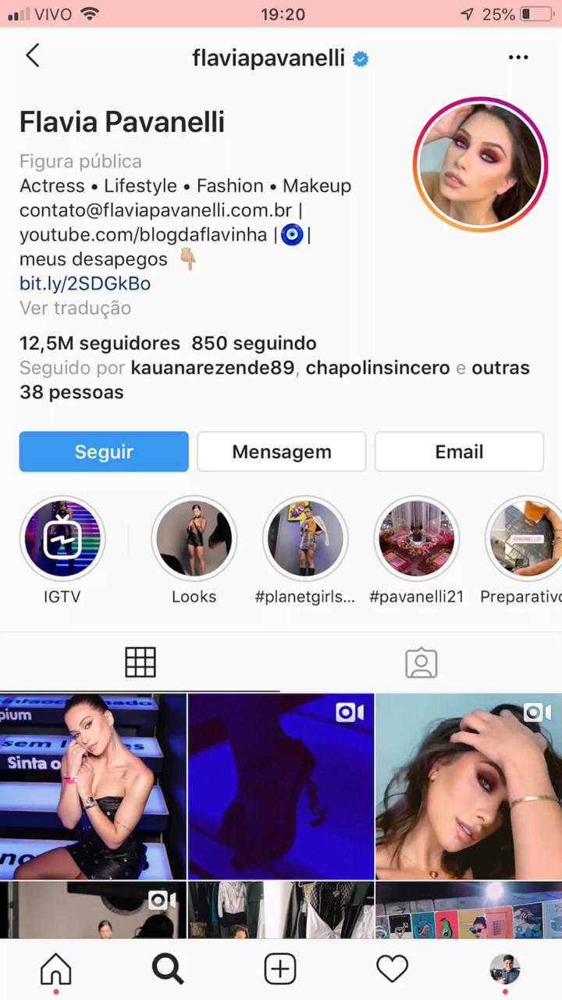 VIVO 19:20 25%
flaviapavanelli
Flavia Pavanelli
Figura pública
Actress • Lifestyle • Fashion • Makeup
contato@flaviapavanelli.com.br |
youtube.com/blogdaflavinha |🧿|
meus desapegos 👇🏼
bit.ly/2SDGkBo
Ver tradução
12,5M seguidores 850 seguindo
Seguido por kauanarezende89, chapolinsincero e outras
38 pessoas
Seguir Mensagem Email
#PAVANELLI21
IGTV Looks #planetgirls... #pavanelli21 Preparativo
pium
sem
Sinta o
no